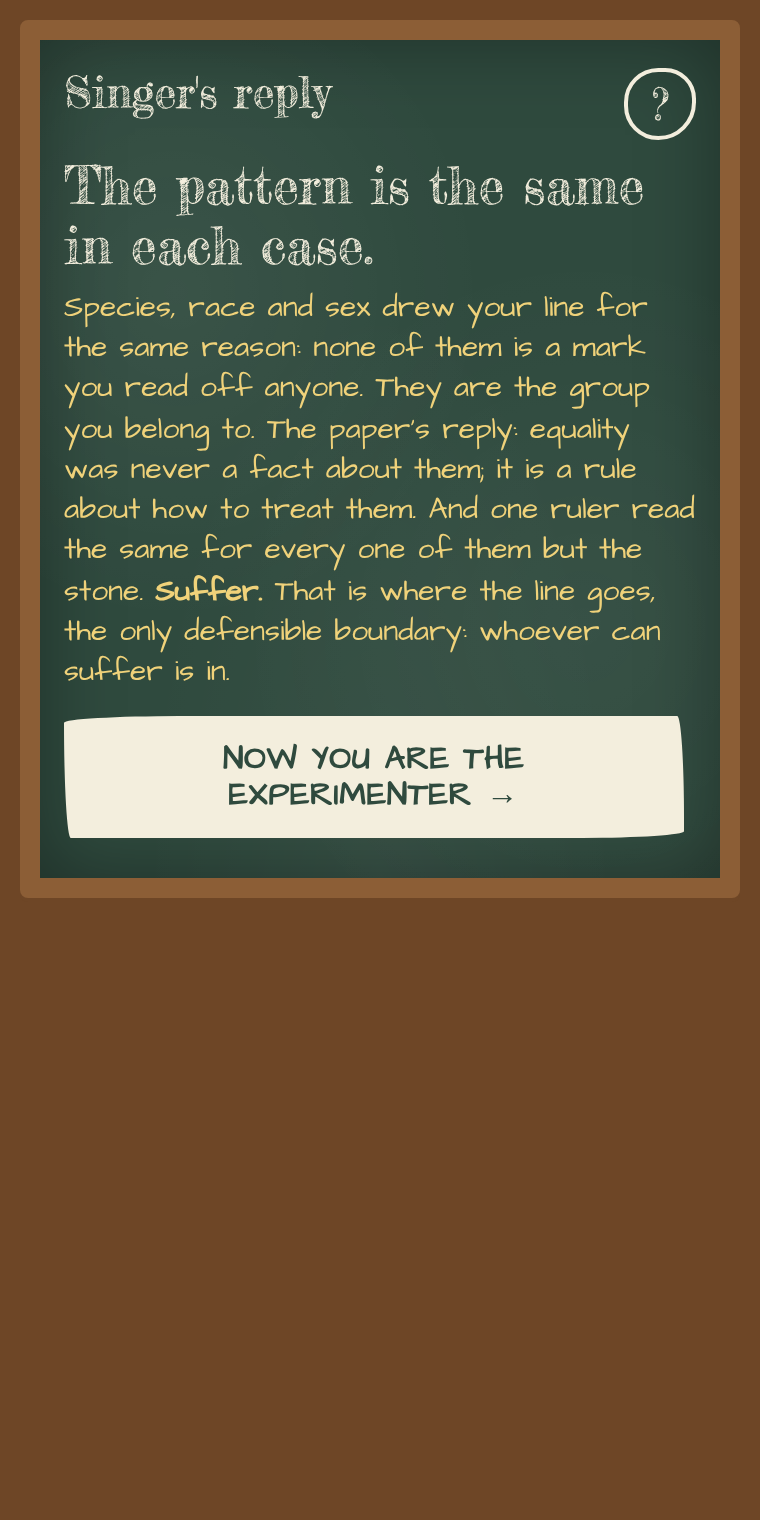 Singer's reply
?
The pattern is the same
in each case.
Species, race and sex drew your line for
the same reason: none of them is a mark
you read off anyone. They are the group
you belong to. The paper's reply: equality
was never a fact about them; it is a rule
about how to treat them. And one ruler read
the same for every one of them but the
stone. Suffer. That is where the line goes,
the only defensible boundary: whoever can
suffer is in.
NOW YOU ARE THE
EXPERIMENTER →